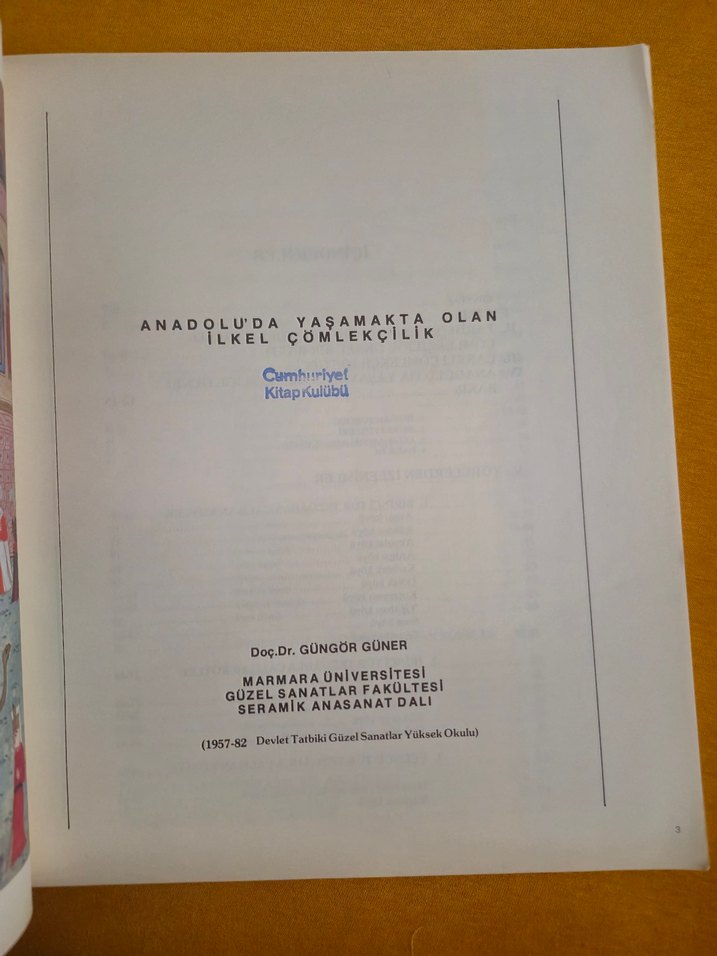 ANADOLU'DA YAŞAMAKTA OLAN
İLKEL ÇÖMLEKÇİLİK
Cumhuriyet
Kitap Kulübü
Doç.Dr. GÜNGÖR GÜNER
MARMARA ÜNİVERSİTESİ
GÜZEL SANATLAR FAKÜLTESİ
SERAMİK ANASANAT DALI
(1957-82 Devlet Tatbiki Güzel Sanatlar Yüksek Okulu)
3